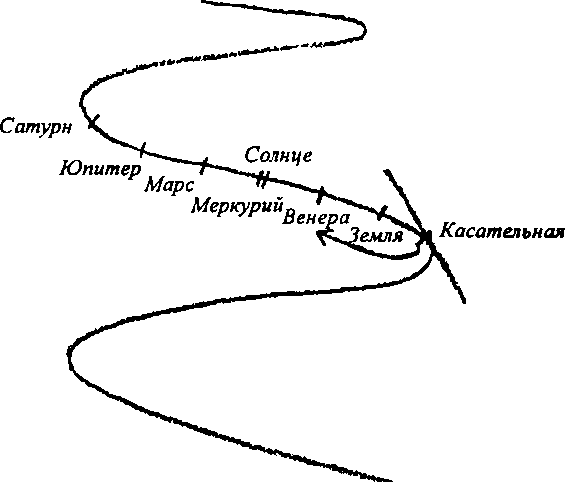 Сатурн
Юпитер
Марс
Солнце
Меркурий
Венера
Земля
Касательная